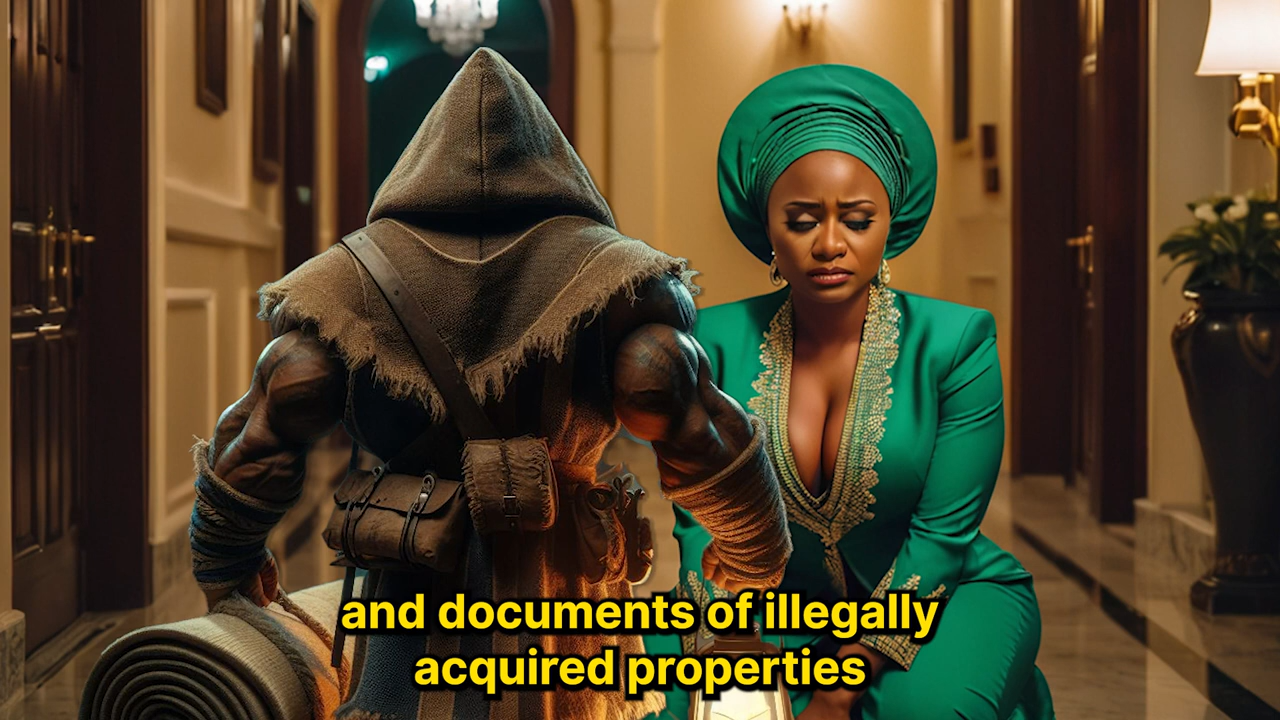 and documents of illegally
acquired properties